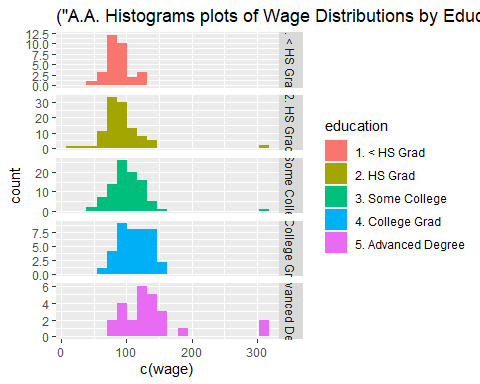 ("A.A. Histograms plots of Wage Distributions by Educ
12.5
10.0
7.5
5.0
2.5
0.0
. < HS Grad
30
20
10
0
2. HS Grad
20
10
0
Some Colle
7.5
5.0
2.5
0.0
College Gr
6
4
2
0
vanced De
0
100
200
300
c(wage)
count
education
1. < HS Grad
2. HS Grad
3. Some College
4. College Grad
5. Advanced Degree